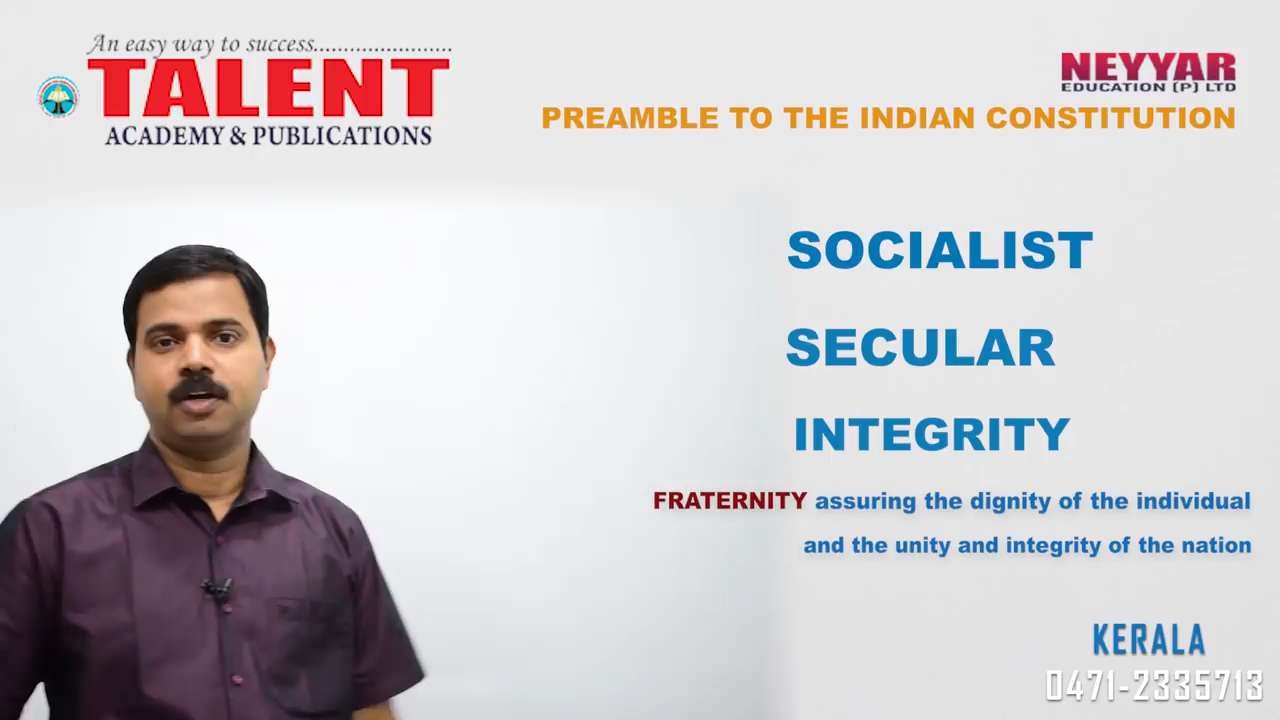 An easy way to success.......................
TALENT
ACADEMY & PUBLICATIONS
NEYYAR
EDUCATION (P) LTD
PREAMBLE TO THE INDIAN CONSTITUTION
SOCIALIST
SECULAR
INTEGRITY
FRATERNITY assuring the dignity of the individual
and the unity and integrity of the nation
KERALA
0471-2335713